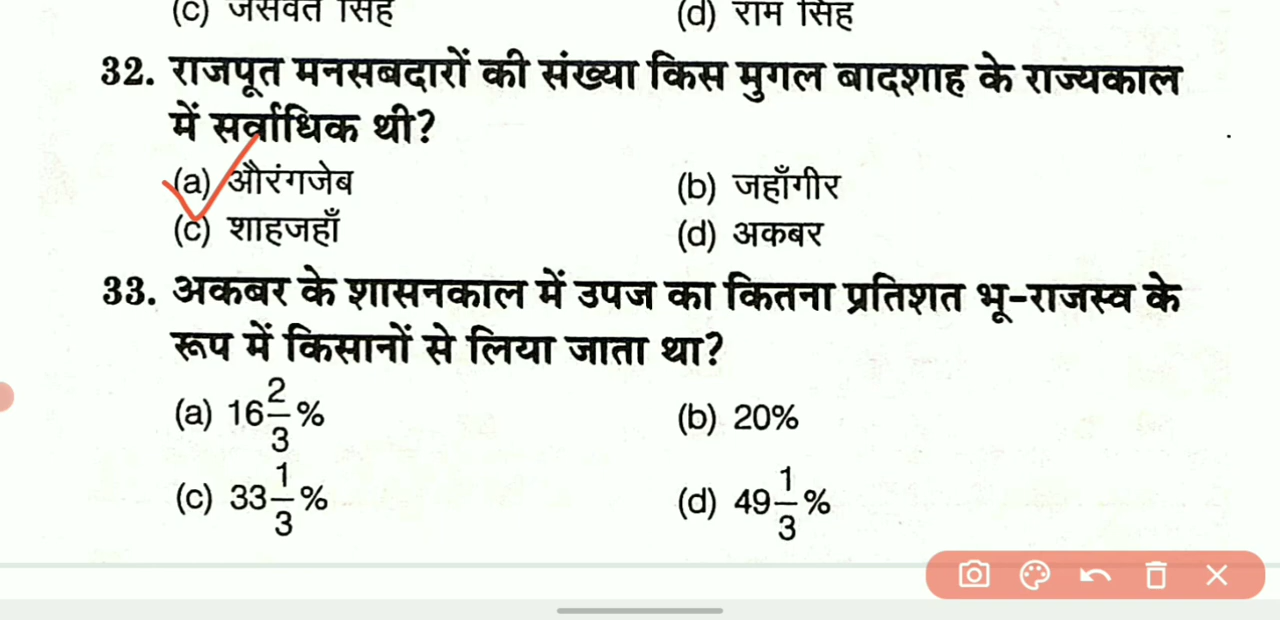 (c) जसवंत सिंह (d) राम सिंह
32. राजपूत मनसबदारों की संख्या किस मुगल बादशाह के राज्यकाल
में सर्वाधिक थी?
(a) औरंगजेब (b) जहाँगीर
(c) शाहजहाँ (d) अकबर
33. अकबर के शासनकाल में उपज का कितना प्रतिशत भू-राजस्व के
रूप में किसानों से लिया जाता था?
(a) 16 2/3 % (b) 20%
(c) 33 1/3 % (d) 49 1/3 %